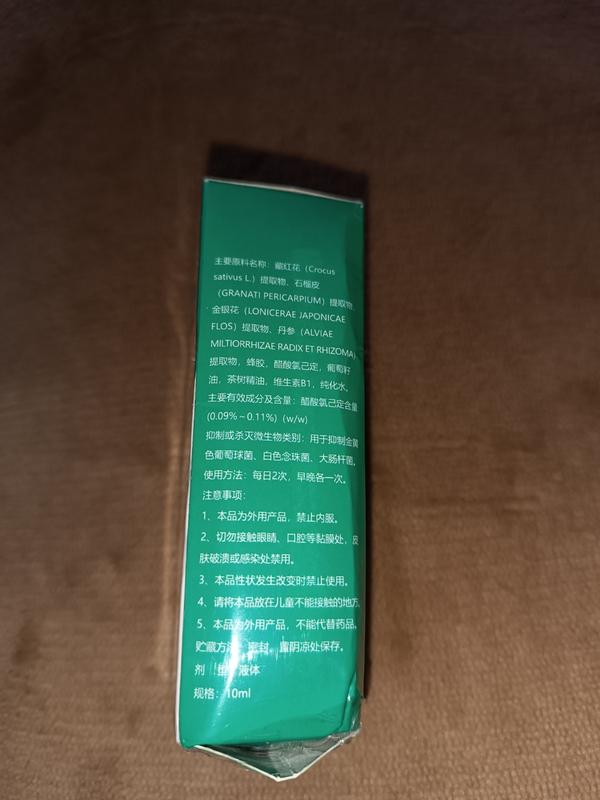 主要原料名称：藏红花（Crocus
sativus L.）提取物、石榴皮
（GRANATI PERICARPIUM）提取物、
金银花（LONICERAE JAPONICAE
FLOS）提取物、丹参（ALVIAE
MILTIORRHIZAE RADIX ET RHIZOMA）
提取物，蜂胶，醋酸氯己定，葡萄籽
油，茶树精油，维生素B1，纯化水。
主要有效成分及含量：醋酸氯己定含量
(0.09%～0.11%)（w/w）
抑制或杀灭微生物类别：用于抑制金黄
色葡萄球菌、白色念珠菌、大肠杆菌。
使用方法：每日2次，早晚各一次。
注意事项：
1、本品为外用产品，禁止内服。
2、切勿接触眼睛、口腔等黏膜处，皮
肤破溃或感染处禁用。
3、本品性状发生改变时禁止使用。
4、请将本品放在儿童不能接触的地方。
5、本品为外用产品，不能代替药品。
贮藏方法：密封，置阴凉处保存。
剂 型：液体
规格：10ml